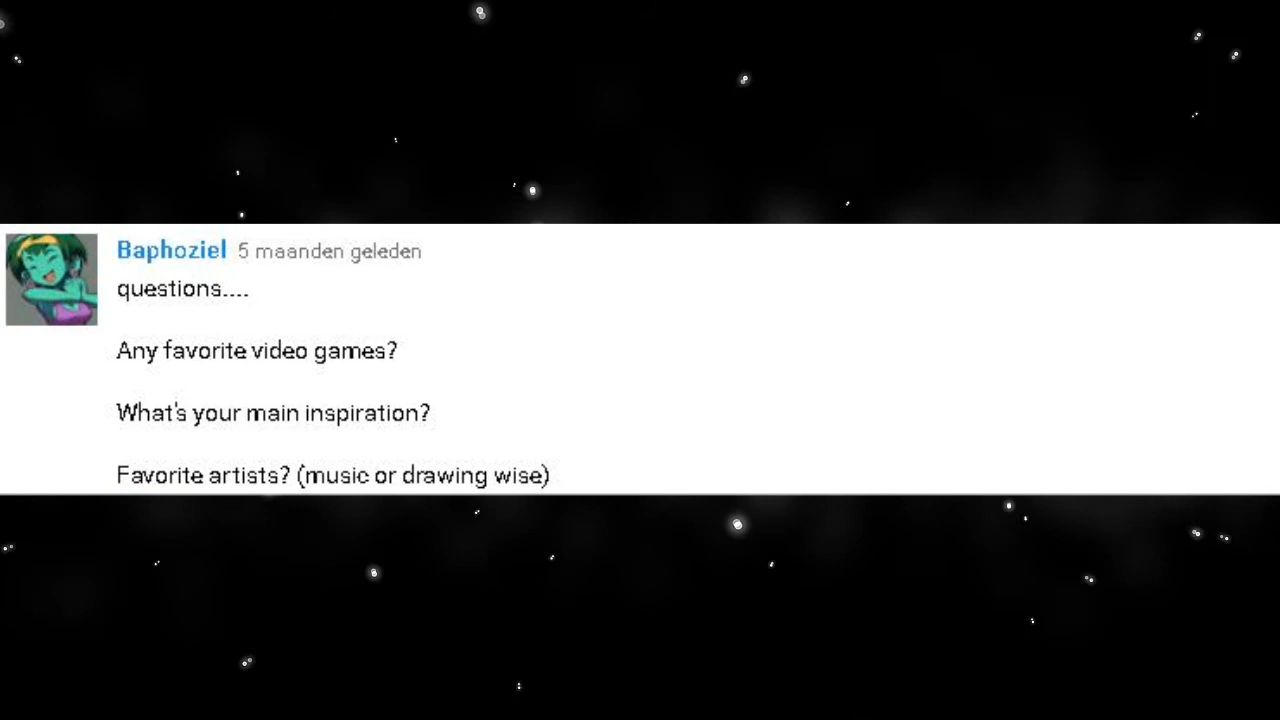 Baphoziel 5 maanden geleden
questions....
Any favorite video games?
What's your main inspiration?
Favorite artists? (music or drawing wise)